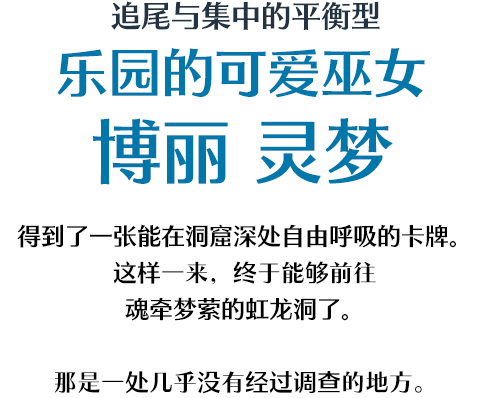 追尾与集中的平衡型
乐园的可爱巫女
博丽 灵梦
得到了一张能在洞窟深处自由呼吸的卡牌。
这样一来，终于能够前往
魂牵梦萦的虹龙洞了。
那是一处几乎没有经过调查的地方。